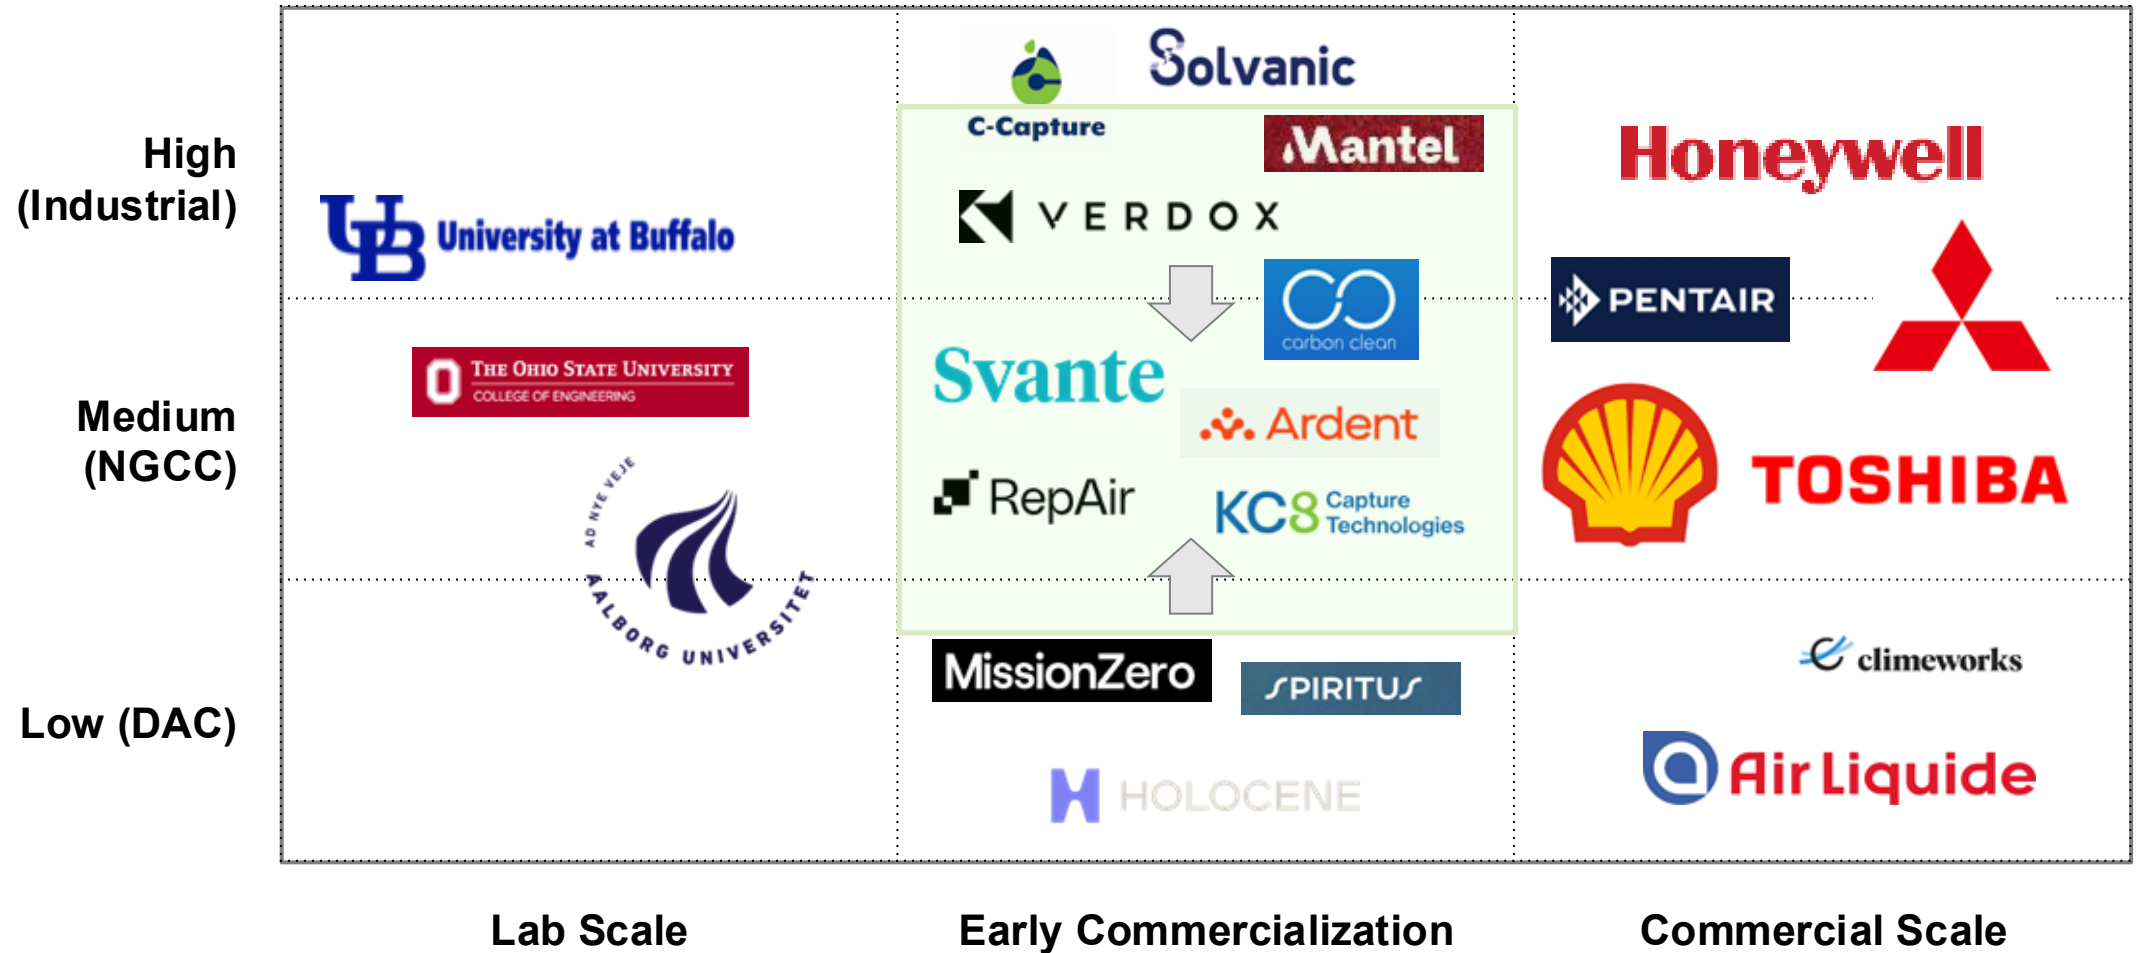 High
(Industrial)
C-Capture
Solvanic
Mantel
VERDOX
Honeywell
UB University at Buffalo
Medium
(NGCC)
THE OHIO STATE UNIVERSITY
COLLEGE OF ENGINEERING
AD NYE VEJE
AALBORG UNIVERSITET
carbon clean
Svante
Ardent
RepAir
KC8 Capture
Technologies
PENTAIR
TOSHIBA
Low (DAC)
MissionZero
SPIRITUS
HOLOCENE
climeworks
Air Liquide
Lab Scale
Early Commercialization
Commercial Scale